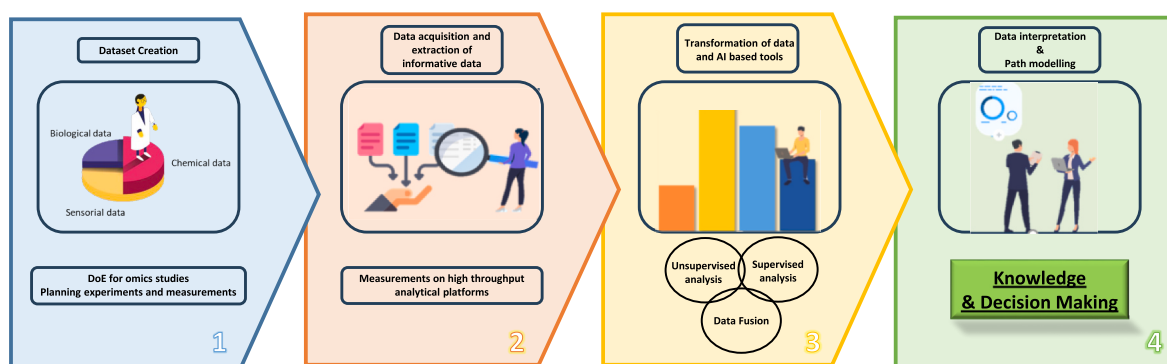 Dataset Creation
Biological data
Chemical data
Sensorial data
DoE for omics studies
Planning experiments and measurements
1
Data acquisition and
extraction of
informative data
Measurements on high throughput
analytical platforms
2
Transformation of data
and AI based tools
Unsupervised
analysis
Supervised
analysis
Data Fusion
3
Data interpretation
&
Path modelling
Knowledge
& Decision Making
4